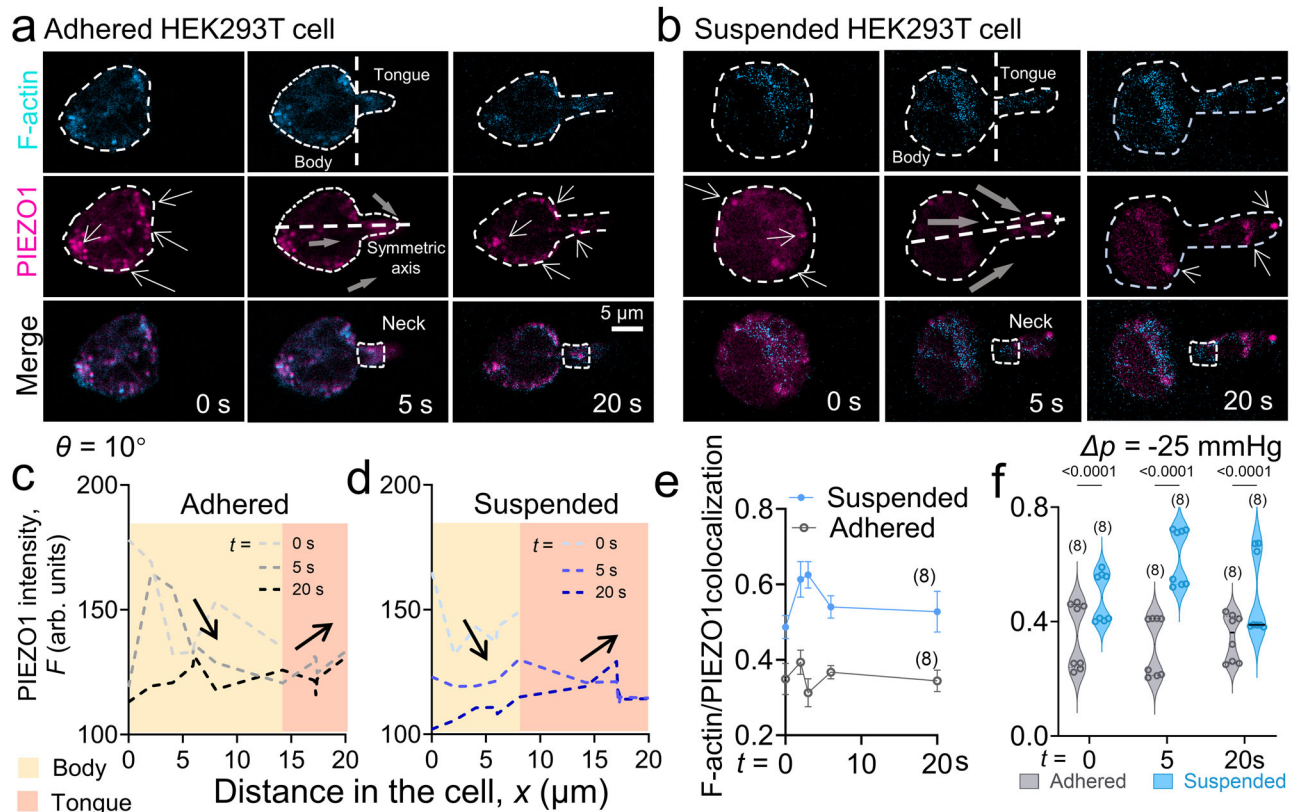 a Adhered HEK293T cell
b Suspended HEK293T cell
F-actin
Tongue
Body
Tongue
Body
PIEZO1
Symmetric
axis
Merge
Neck
5 µm
0 s
5 s
20 s
Neck
0 s
5 s
20 s
θ = 10°
Δp = -25 mmHg
c
Adhered
PIEZO1 intensity,
F (arb. units)
200
150
100
t =
0 s
5 s
20 s
0
5
10
15
20
d
Suspended
200
150
100
t =
0 s
5 s
20 s
0
5
10
15
20
Distance in the cell, x (µm)
Body
Tongue
e
F-actin/PIEZO1colocalization
0.8
0.6
0.4
0.2
Suspended
Adhered
(8)
(8)
t = 0
10
20s
f
<0.0001
<0.0001
<0.0001
0.8
0.4
0.0
(8)
(8)
(8)
(8)
(8)
(8)
t = 0
5
20s
Adhered
Suspended